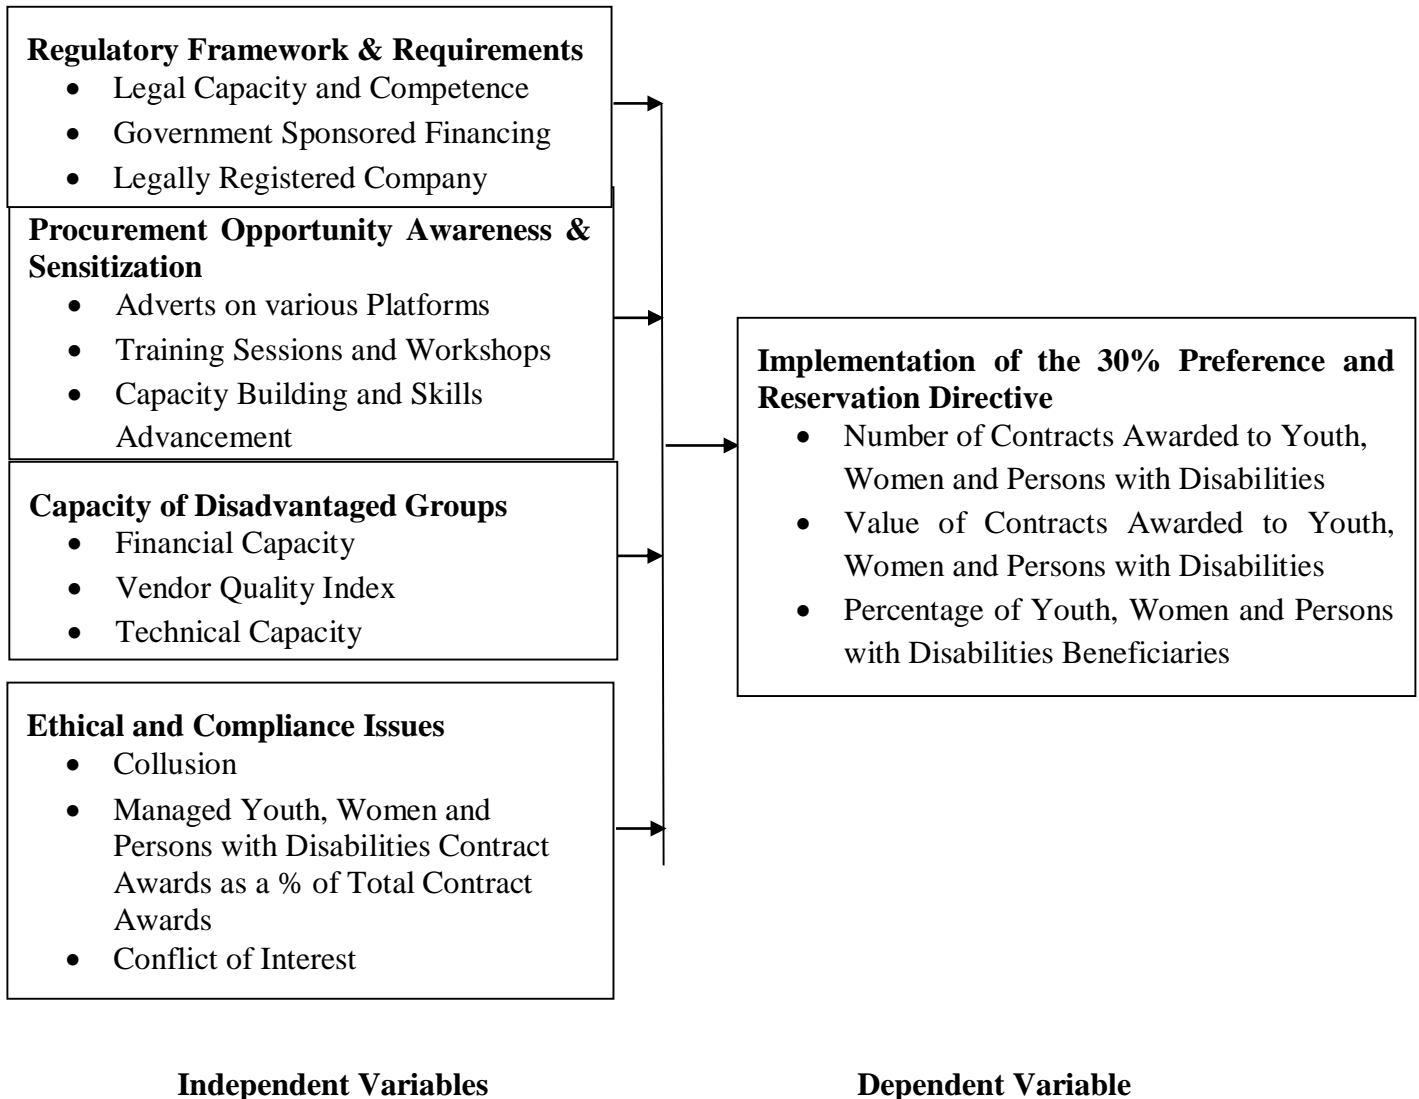 Regulatory Framework & Requirements
• Legal Capacity and Competence
• Government Sponsored Financing
• Legally Registered Company
Procurement Opportunity Awareness &
Sensitization
• Adverts on various Platforms
• Training Sessions and Workshops
• Capacity Building and Skills
Advancement
Capacity of Disadvantaged Groups
• Financial Capacity
• Vendor Quality Index
• Technical Capacity
Ethical and Compliance Issues
• Collusion
• Managed Youth, Women and
Persons with Disabilities Contract
Awards as a % of Total Contract
Awards
• Conflict of Interest
Independent Variables
Implementation of the 30% Preference and
Reservation Directive
• Number of Contracts Awarded to Youth,
Women and Persons with Disabilities
• Value of Contracts Awarded to Youth,
Women and Persons with Disabilities
• Percentage of Youth, Women and Persons
with Disabilities Beneficiaries
Dependent Variable